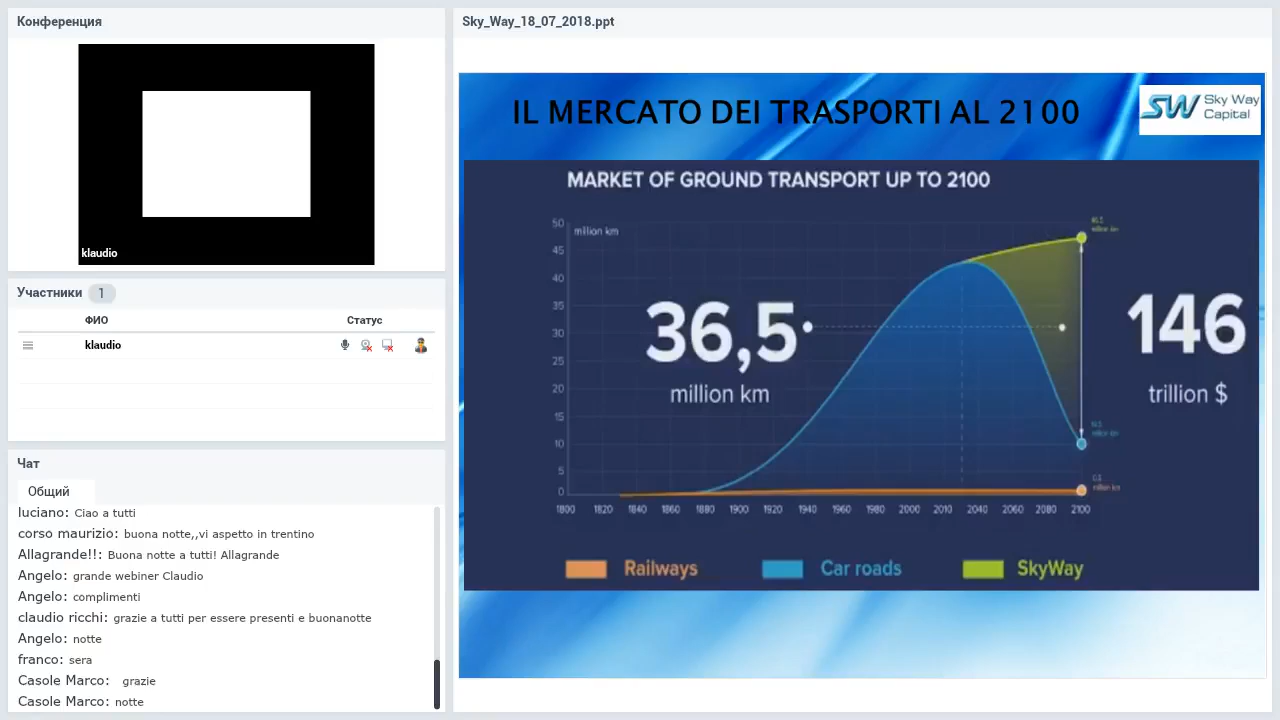 Конференция
klaudio
Участники 1
ФИО Статус
klaudio
Чат
Общий
luciano: Ciao a tutti
corso maurizio: buona notte,,vi aspetto in trentino
Allagrande!!: Buona notte a tutti! Allagrande
Angelo: grande webiner Claudio
Angelo: complimenti
claudio ricchi: grazie a tutti per essere presenti e buonanotte
Angelo: notte
franco: sera
Casole Marco: grazie
Casole Marco: notte
Sky_Way_18_07_2018.ppt
IL MERCATO DEI TRASPORTI AL 2100
SW Sky Way
Capital
MARKET OF GROUND TRANSPORT UP TO 2100
50
million km
45
40
35
30
25
20
15
10
5
0
36,5
million km
146
trillion $
1800 1820 1840 1860 1880 1900 1920 1940 1960 1980 2000 2020 2040 2060 2080 2100
Railways Car roads SkyWay